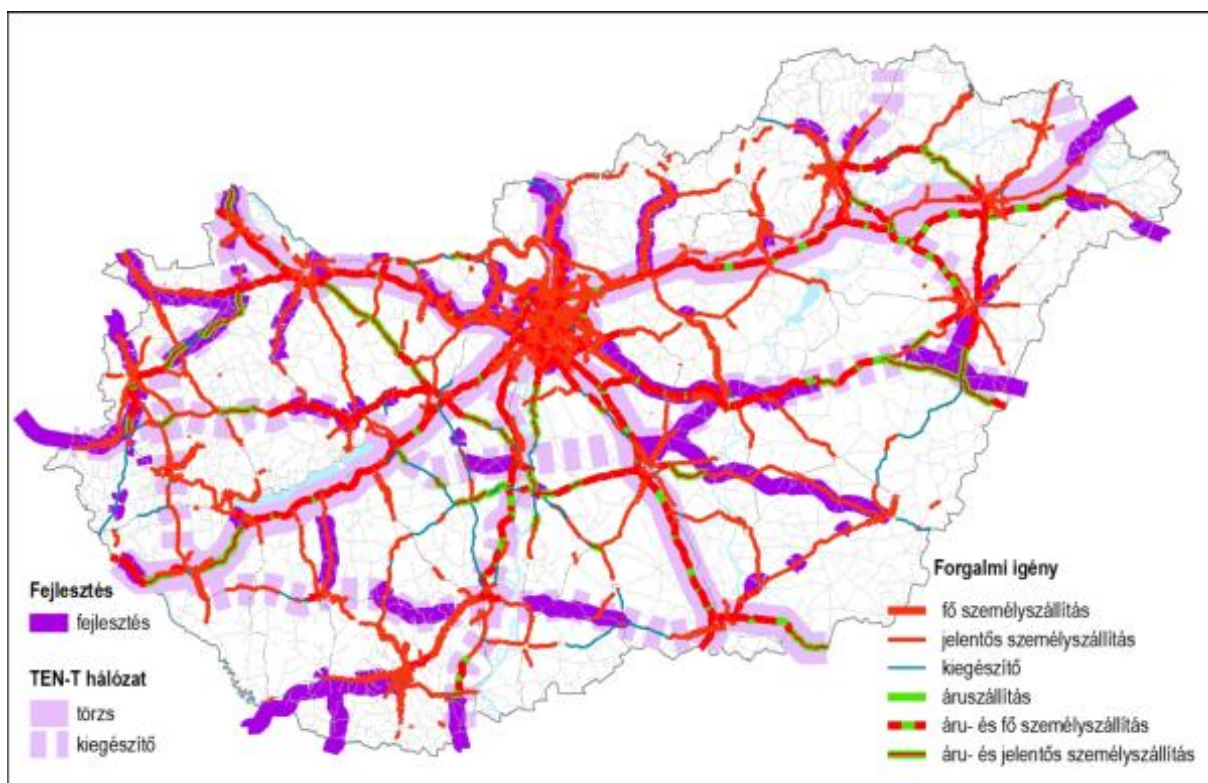 Fejlesztés
fejlesztés
TEN-T hálózat
törzs
kiegészítő
Forgalmi igény
fő személyszállítás
jelentős személyszállítás
kiegészítő
áruszállítás
áru- és fő személyszállítás
áru- és jelentős személyszállítás